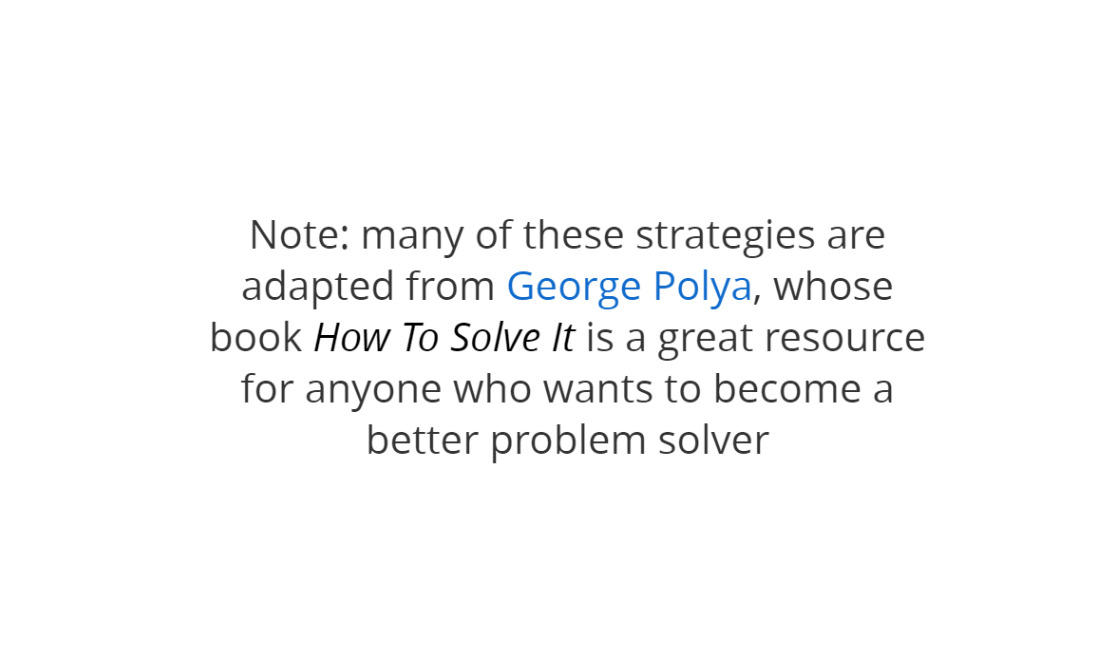 Note: many of these strategies are
adapted from George Polya, whose
book How To Solve It is a great resource
for anyone who wants to become a
better problem solver